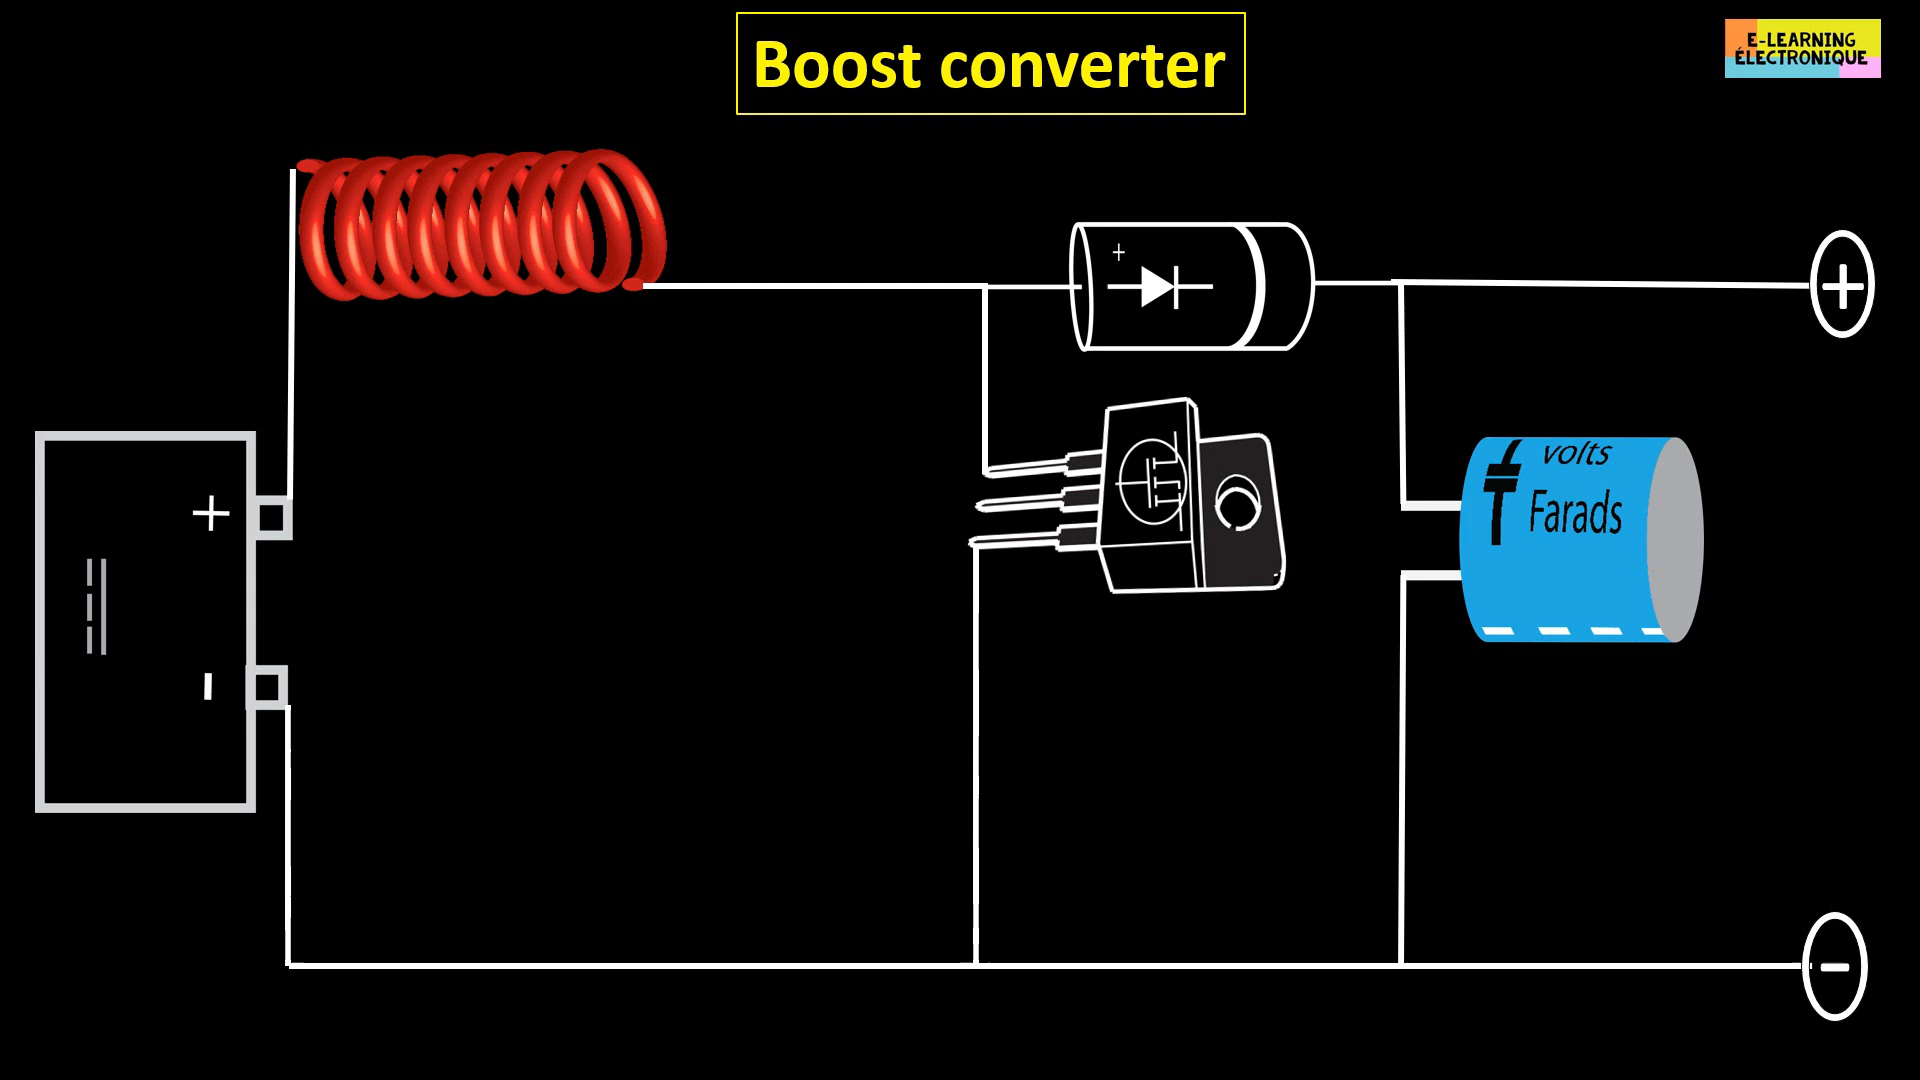 Boost converter
E-LEARNING
ÉLECTRONIQUE
+
+
+
volts
Farads
-
-